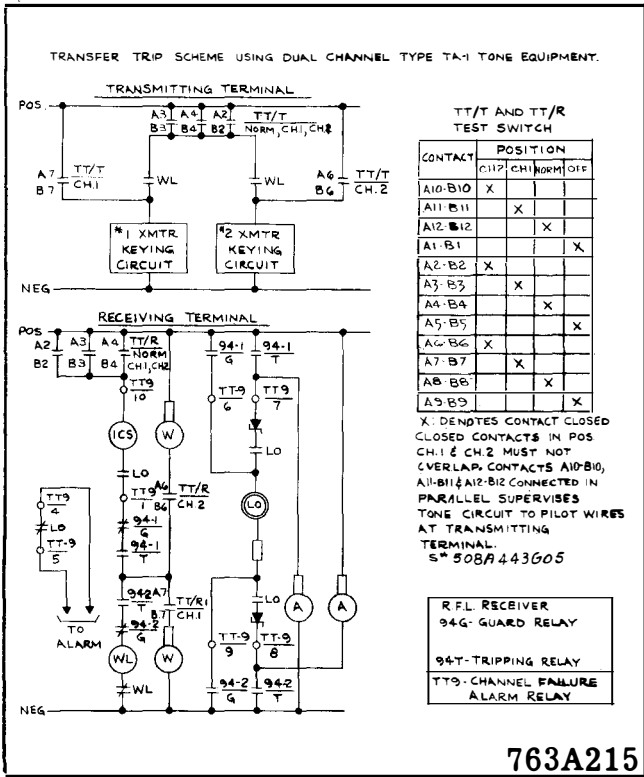 TRANSFER TRIP SCHEME USING DUAL CHANNEL TYPE TA-1 TONE EQUIPMENT.
TRANSMITTING TERMINAL
POS.
A3 A4 A2 TT/T
B3 B4 B2 NORM, CH.1, CH.2
A7 TT/T
B7 CH.1
WL
WL
A6 TT/T
B6 CH.2
#1 XMTR
KEYING
CIRCUIT
#2 XMTR
KEYING
CIRCUIT
NEG
RECEIVING TERMINAL
POS
A2 A3 A4 TT/R
B2 B3 B4 NORM
CH.1, CH2
94-1
G
94-1
T
TT9
10
TT-9
6
TT9
7
ICS
W
LO
LO
TT9
4
LO
TT-9
5
TT9
1
A6 TT/R
B6 CH.2
LO
94-1
G
94-1
T
94-2
T
A7 TT/R1
B.7 CH.1
LO
A
A
TO
ALARM
94-2
G
TT-9
9
TT-9
8
WL
W
WL
94-2
G
94-2
T
NEG
TT/T AND TT/R
TEST SWITCH
CONTACT POSITION
CH2 CH1 NORM OFF
A10-B10 X
A11-B11 X
A12-B12 X
A1-B1 X
A2-B2 X
A3-B3 X
A4-B4 X
A5-B5 X
A6-B6 X
A7-B7 X
A8-B8 X
A9-B9 X
X: DENOTES CONTACT CLOSED
CLOSED CONTACTS IN POS
CH.1 & CH.2 MUST NOT
OVERLAP. CONTACTS A10-B10,
A11-B11 & A12-B12 CONNECTED IN
PARALLEL SUPERVISES
TONE CIRCUIT TO PILOT WIRES
AT TRANSMITTING
TERMINAL.
S# 508A443G05
R.F.L. RECEIVER
94G- GUARD RELAY
94T- TRIPPING RELAY
TT9- CHANNEL FAILURE
ALARM RELAY
763A215